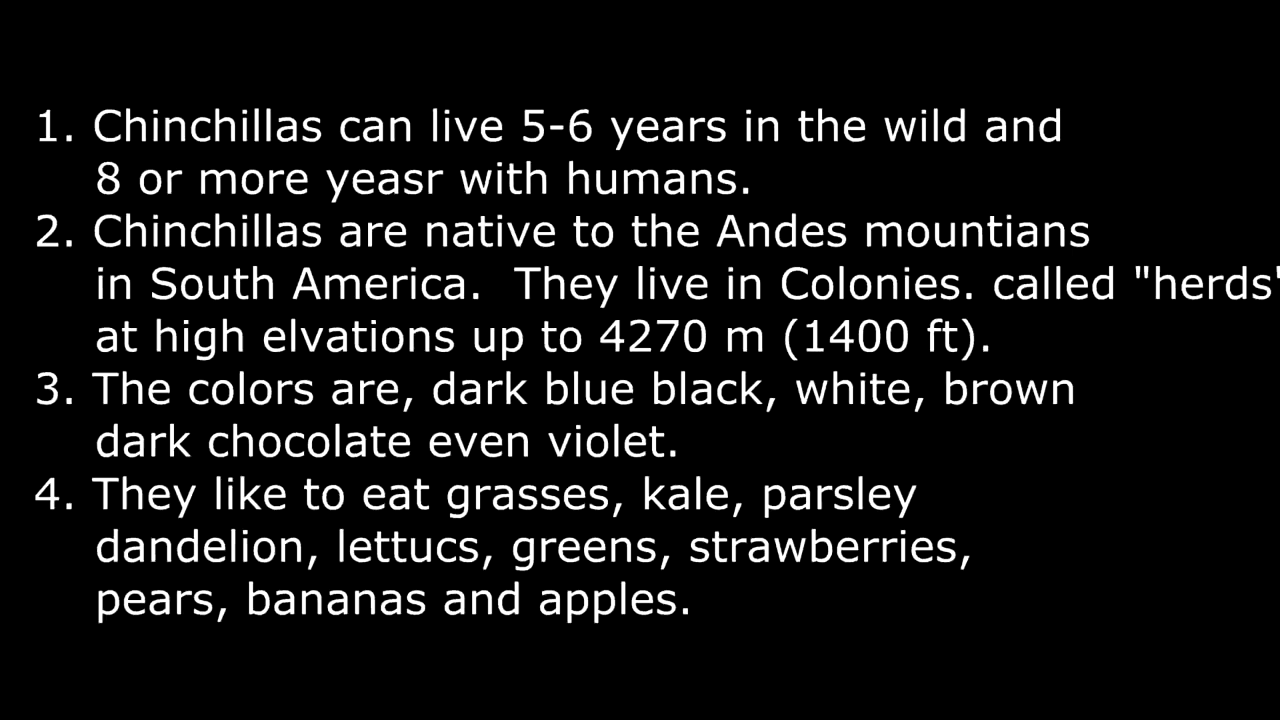 1. Chinchillas can live 5-6 years in the wild and
8 or more yeasr with humans.
2. Chinchillas are native to the Andes mountians
in South America.  They live in Colonies. called "herds"
at high elvations up to 4270 m (1400 ft).
3. The colors are, dark blue black, white, brown
dark chocolate even violet.
4. They like to eat grasses, kale, parsley
dandelion, lettucs, greens, strawberries,
pears, bananas and apples.